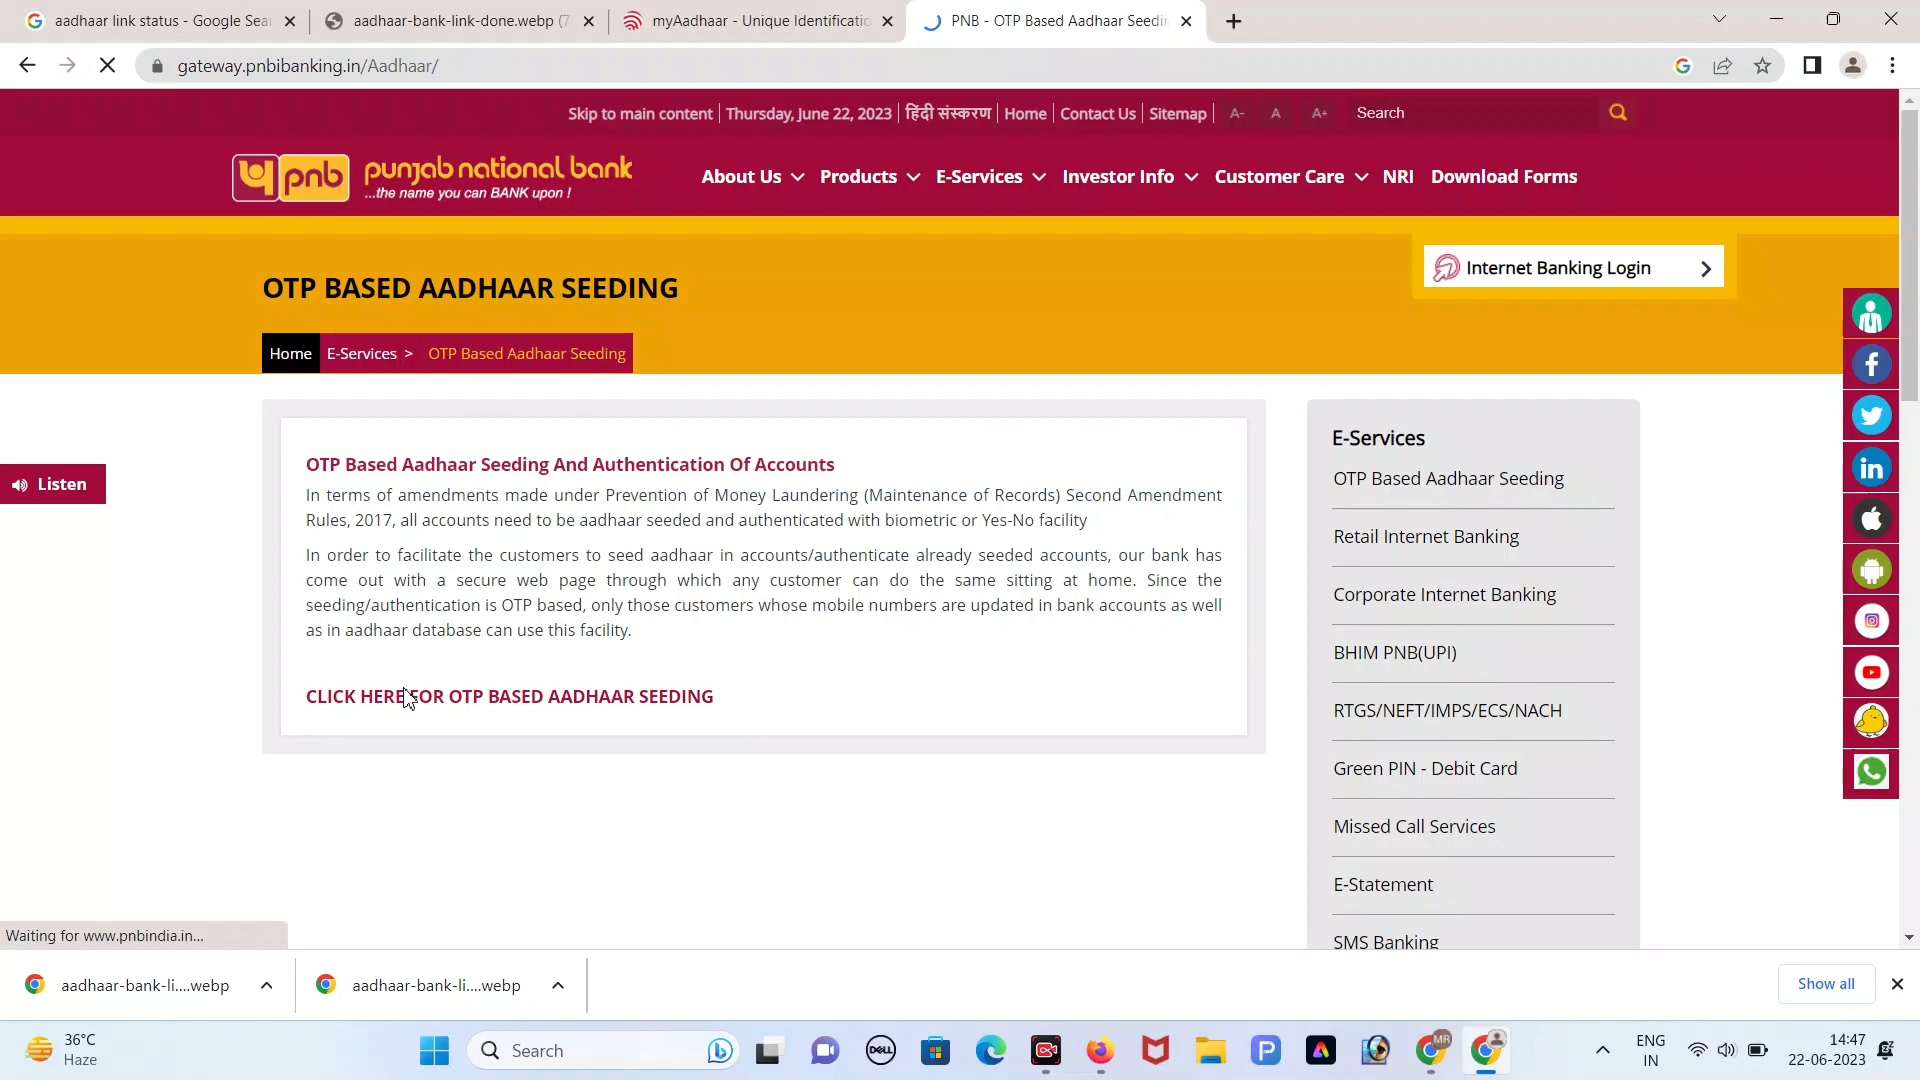 aadhaar link status - Google Sea
aadhaar-bank-link-done.webp (7
myAadhaar - Unique Identificatio
PNB - OTP Based Aadhaar Seedin
gateway.pnbibanking.in/Aadhaar/
Skip to main content | Thursday, June 22, 2023 | हिंदी संस्करण | Home | Contact Us | Sitemap | A- A A+ Search
पnb pnb punjab national bank
...the name you can BANK upon !
About Us Products E-Services Investor Info Customer Care NRI Download Forms
Internet Banking Login
OTP BASED AADHAAR SEEDING
Home E-Services > OTP Based Aadhaar Seeding
Listen
OTP Based Aadhaar Seeding And Authentication Of Accounts
In terms of amendments made under Prevention of Money Laundering (Maintenance of Records) Second Amendment
Rules, 2017, all accounts need to be aadhaar seeded and authenticated with biometric or Yes-No facility
In order to facilitate the customers to seed aadhaar in accounts/authenticate already seeded accounts, our bank has
come out with a secure web page through which any customer can do the same sitting at home. Since the
seeding/authentication is OTP based, only those customers whose mobile numbers are updated in bank accounts as well
as in aadhaar database can use this facility.
CLICK HERE FOR OTP BASED AADHAAR SEEDING
E-Services
OTP Based Aadhaar Seeding
Retail Internet Banking
Corporate Internet Banking
BHIM PNB(UPI)
RTGS/NEFT/IMPS/ECS/NACH
Green PIN - Debit Card
Missed Call Services
E-Statement
SMS Banking
Waiting for www.pnbindia.in...
aadhaar-bank-li....webp
aadhaar-bank-li....webp
Show all
36°C
Haze
Search
DELL
MR
ENG
IN
14:47
22-06-2023